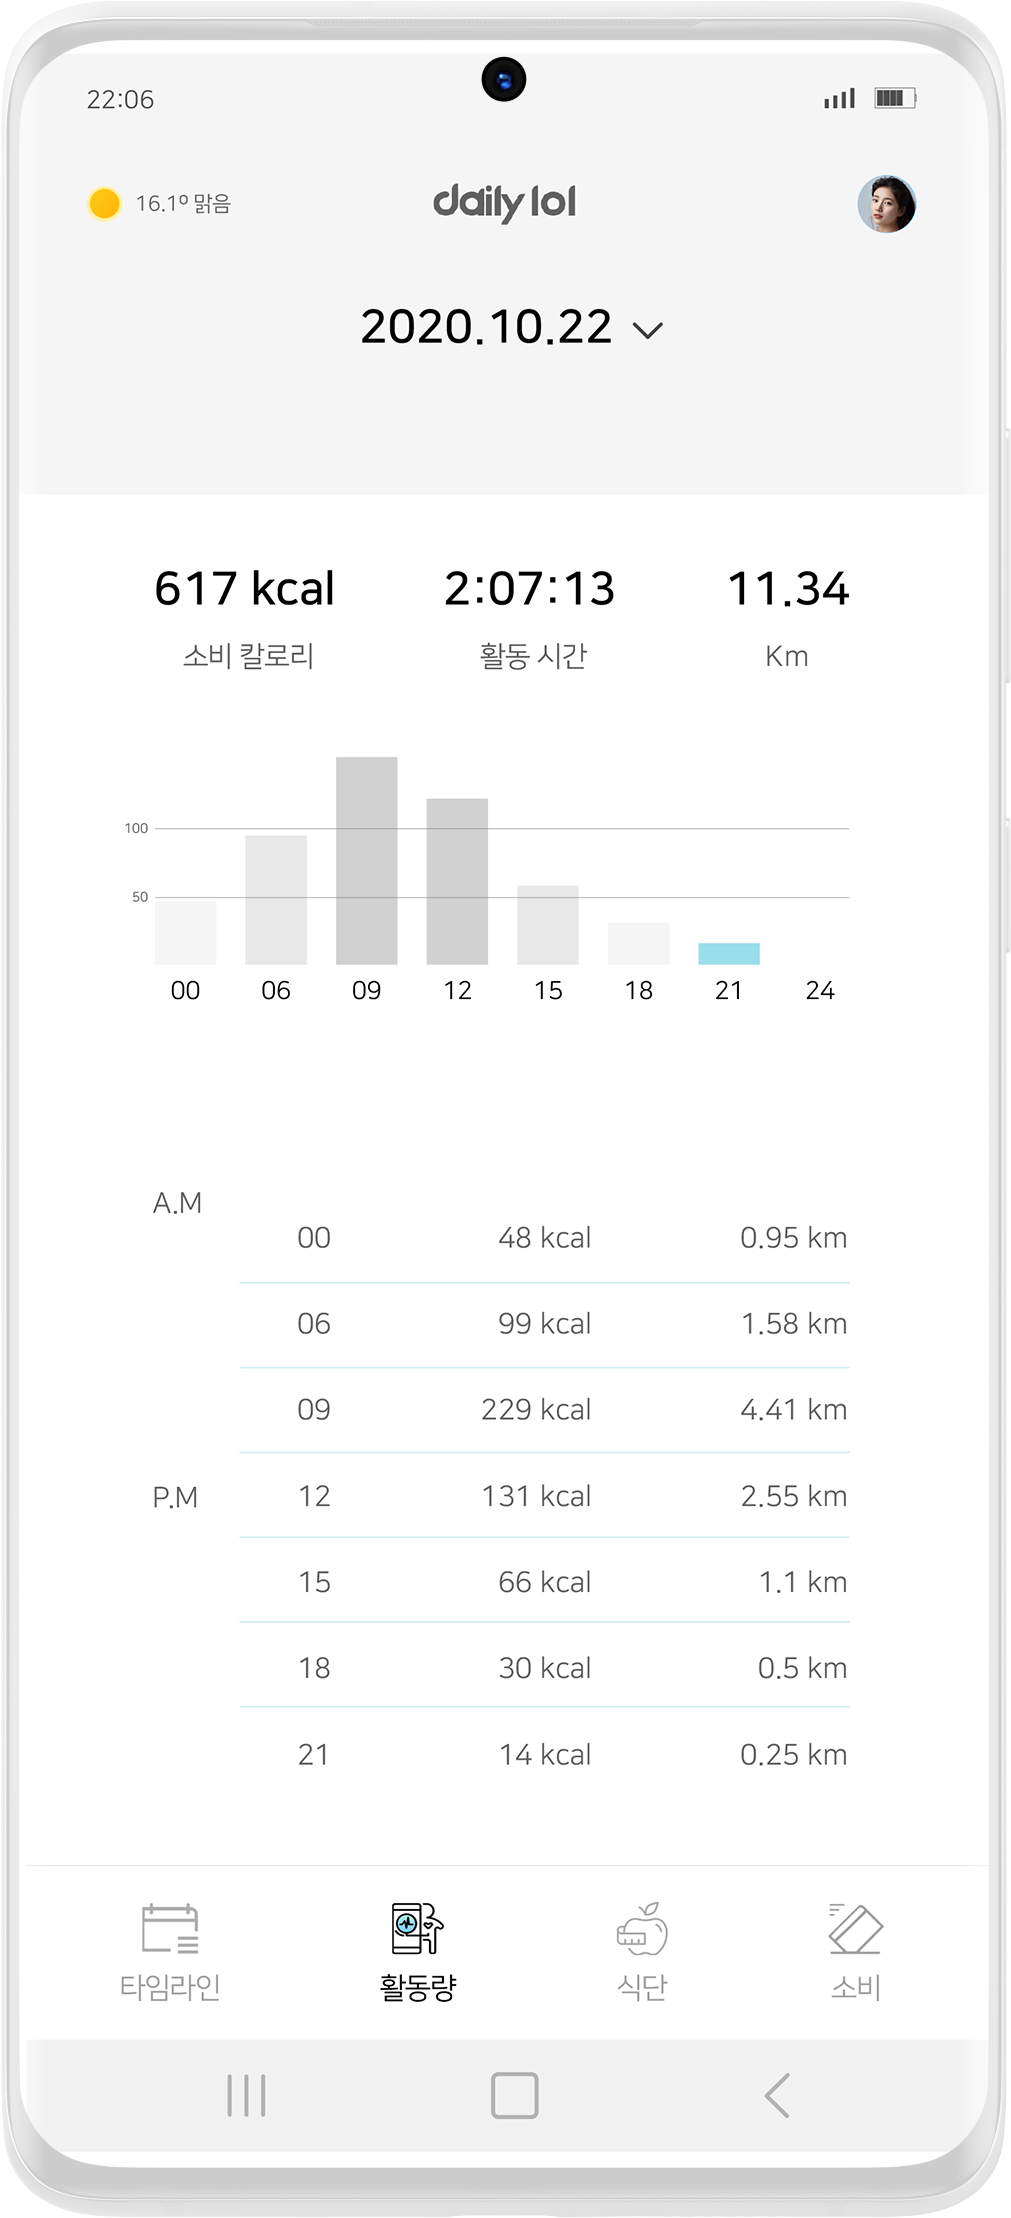 22:06
16.1° 맑음
daily lol
2020.10.22
617 kcal 2:07:13 11.34
소비 칼로리 활동 시간 Km
100
50
00 06 09 12 15 18 21 24
A.M
00 48 kcal 0.95 km
06 99 kcal 1.58 km
09 229 kcal 4.41 km
P.M 12 131 kcal 2.55 km
15 66 kcal 1.1 km
18 30 kcal 0.5 km
21 14 kcal 0.25 km
타임라인 활동량 식단 소비